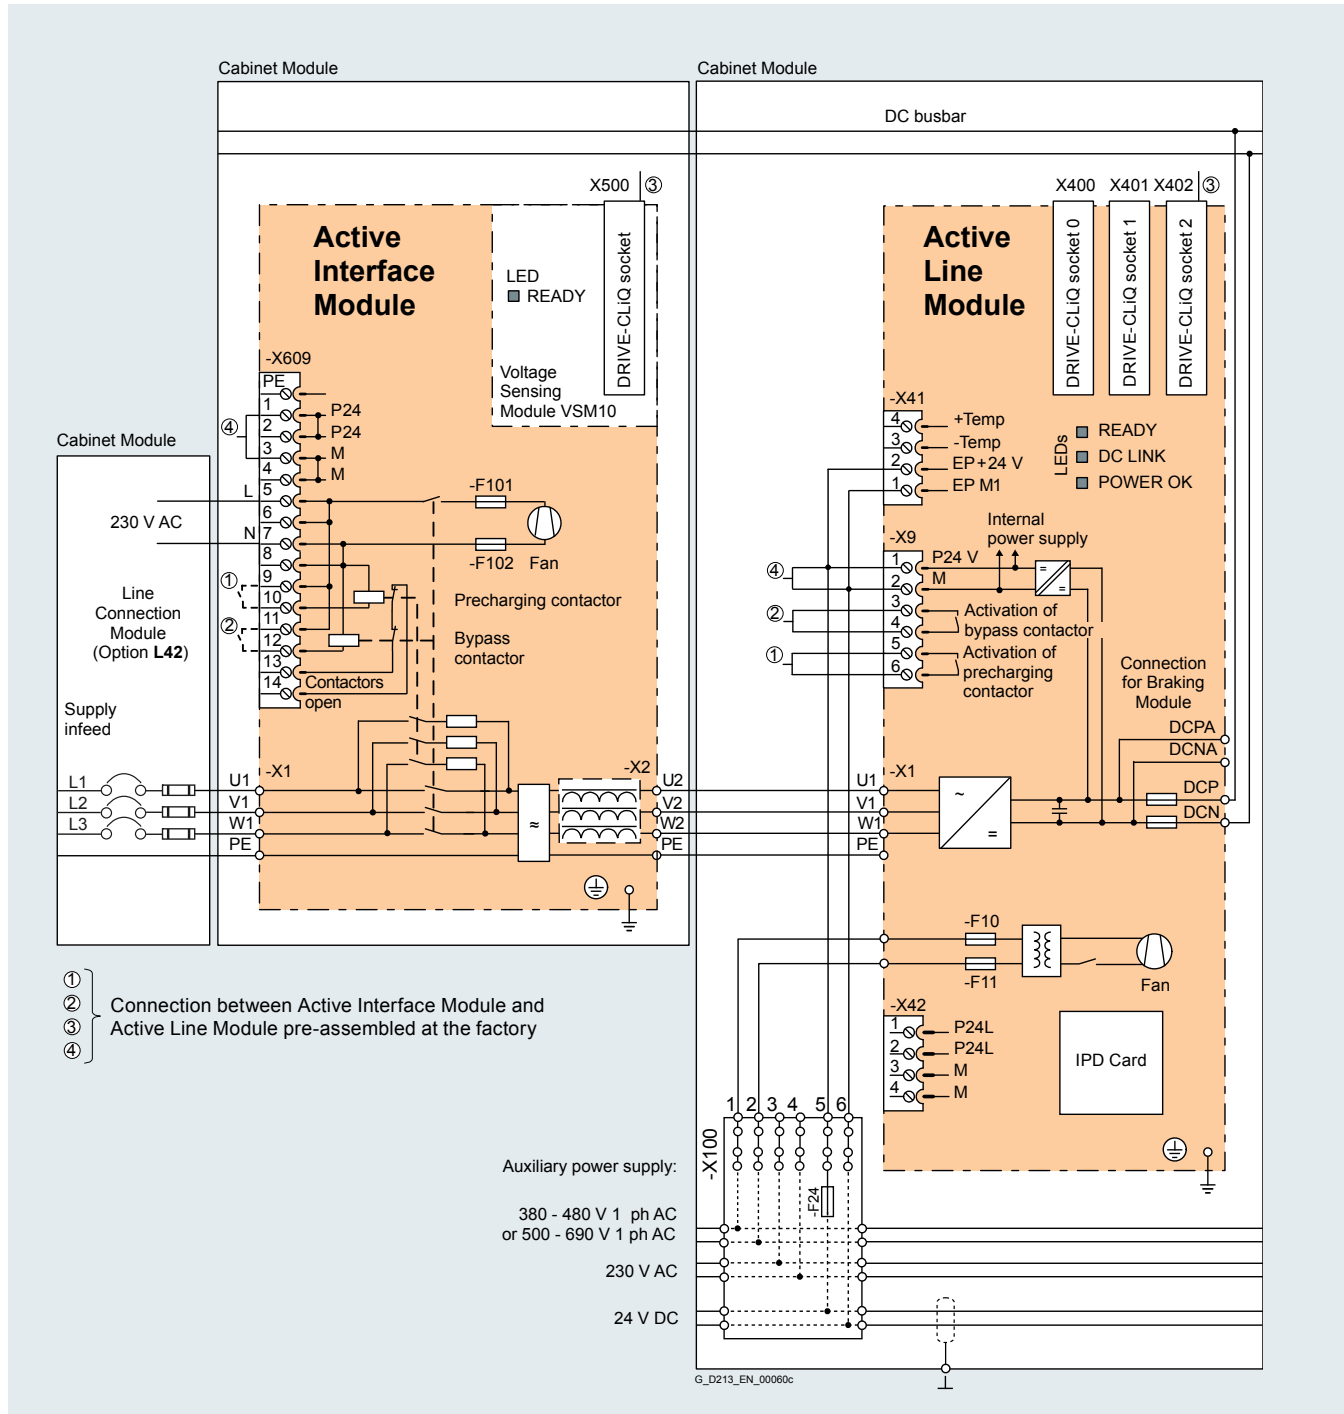 Cabinet Module
Cabinet Module
DC busbar
X500
③
X400
X401
X402
③
Active
Interface
Module
LED
READY
DRIVE-CLiQ socket
Voltage
Sensing
Module VSM10
Active
Line
Module
DRIVE-CLiQ socket 0
DRIVE-CLiQ socket 1
DRIVE-CLiQ socket 2
-X609
PE
1
P24
2
P24
3
M
4
M
④
5
6
7
8
9
10
11
12
13
14
①
②
L
N
-F101
-F102
Fan
Precharging contactor
Bypass
contactor
Contactors
open
Cabinet Module
230 V AC
Line
Connection
Module
(Option L42)
Supply
infeed
L1
L2
L3
U1
V1
W1
PE
-X1
≈
-X2
U2
V2
W2
PE
-X41
4
+Temp
3
-Temp
2
EP+24 V
1
EP M1
LEDs
READY
DC LINK
POWER OK
Internal
power supply
-X9
1
P24 V
2
M
3
4
5
6
④
②
①
Activation of
bypass contactor
Activation of
precharging
contactor
=
=
Connection
for Braking
Module
DCPA
DCNA
DCP
DCN
U1
V1
W1
PE
-X1
~
=
-F10
-F11
Fan
-X42
1
P24L
2
P24L
3
M
4
M
IPD Card
①
②
③
④
Connection between Active Interface Module and
Active Line Module pre-assembled at the factory
1
2
3
4
5
6
-X100
-F24
Auxiliary power supply:
380 - 480 V 1 ph AC
or 500 - 690 V 1 ph AC
230 V AC
24 V DC
G_D213_EN_00060c